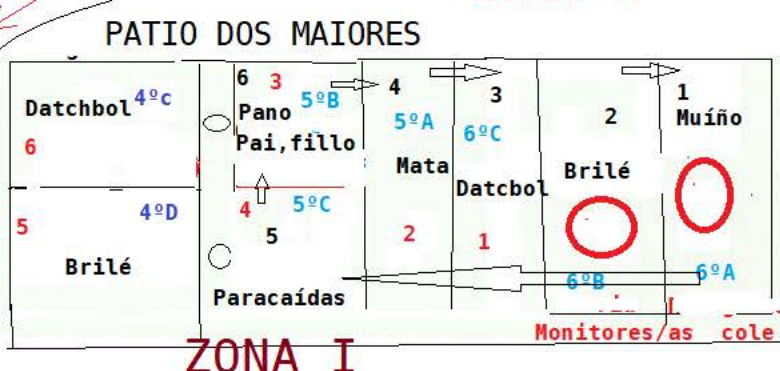 PATIO DOS MAIORES
Datchbol 4ºc
6
5
4ºD
Brilé
6 3 5ºB
Pano
Pai,fillo
4 5ºC
5
Paracaídas
4
5ºA
Mata
2
3
6ºC
Datcbol
1
2
Brilé
6ºB
1
Muíño
6ºA
Monitores/as cole
ZONA I